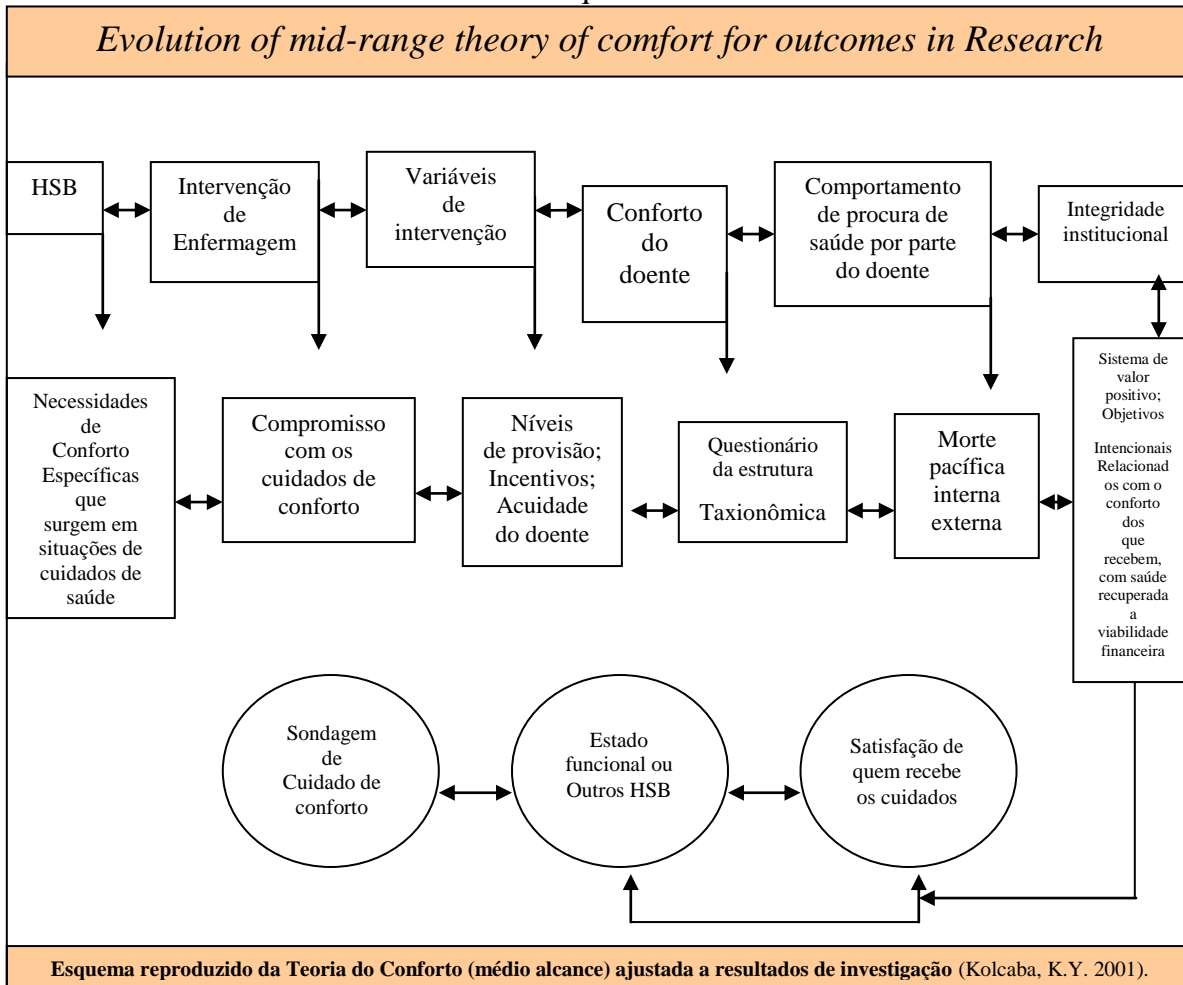 Evolution of mid-range theory of comfort for outcomes in Research
HSB
Intervenção
de
Enfermagem
Variáveis
de
intervenção
Conforto
do
doente
Comportamento
de procura de
saúde por parte
do doente
Integridade
institucional
Necessidades
de
Conforto
Específicas
que
surgem em
situações de
cuidados de
saúde
Compromisso
com os
cuidados de
conforto
Níveis
de provisão;
Incentivos;
Acuidade
do doente
Questionário
da estrutura
Taxionômica
Morte
pacífica
interna
externa
Sistema de
valor
positivo;
Objetivos
Intencionais
Relacionad
os com o
conforto
dos
que
recebem,
com saúde
recuperada
a
viabilidade
financeira
Sondagem
de
Cuidado de
conforto
Estado
funcional ou
Outros HSB
Satisfação de
quem recebe
os cuidados
Esquema reproduzido da Teoria do Conforto (médio alcance) ajustada a resultados de investigação (Kolcaba, K.Y. 2001).